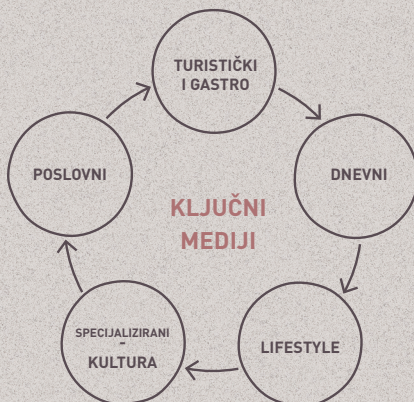 TURISTIČKI
I GASTRO
POSLOVNI
DNEVNI
KLJUČNI
MEDIJI
SPECIJALIZIRANI
-
KULTURA
LIFESTYLE